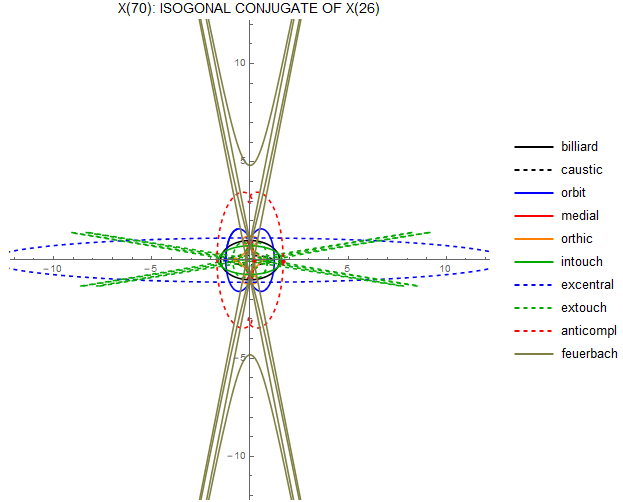 X(70): ISOGONAL CONJUGATE OF X(26)
10
5
-10
-5
5
10
-5
-10
billiard
caustic
orbit
medial
orthic
intouch
excentral
extouch
anticompl
feuerbach